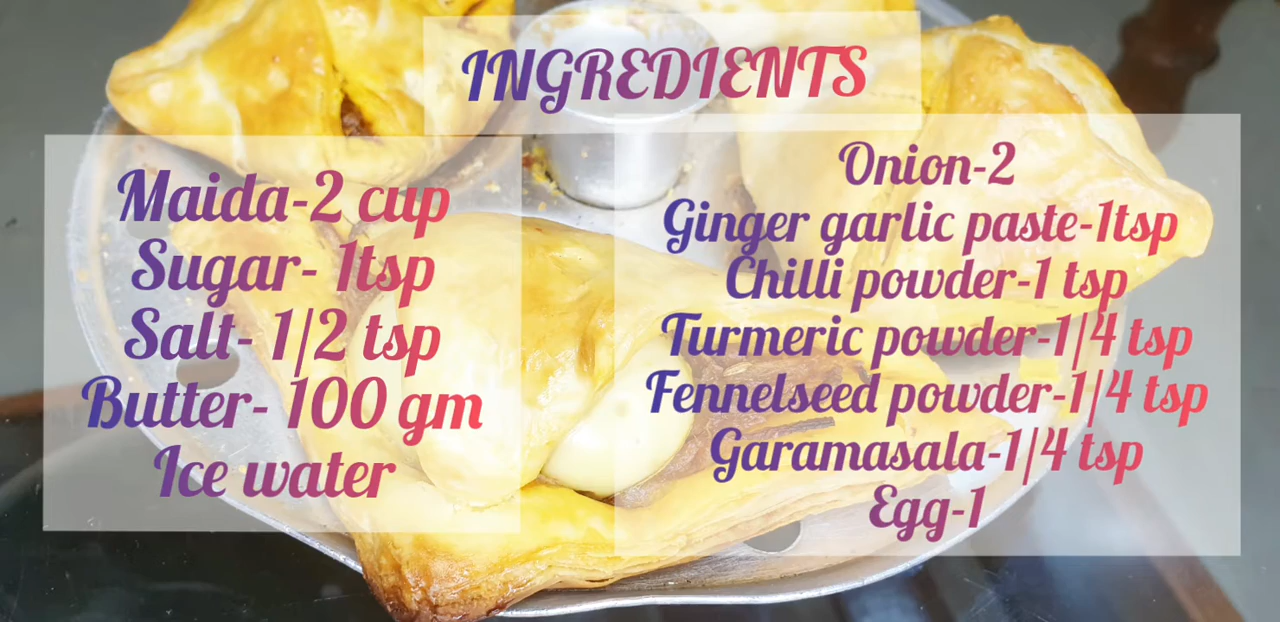 INGREDIENTS
Maida-2 cup
Sugar- 1tsp
Salt- 1/2 tsp
Butter- 100 gm
Ice water
Onion-2
Ginger garlic paste-1tsp
Chilli powder-1 tsp
Turmeric powder-1/4 tsp
Fennelseed powder-1/4 tsp
Garamasala-1/4 tsp
Egg-1